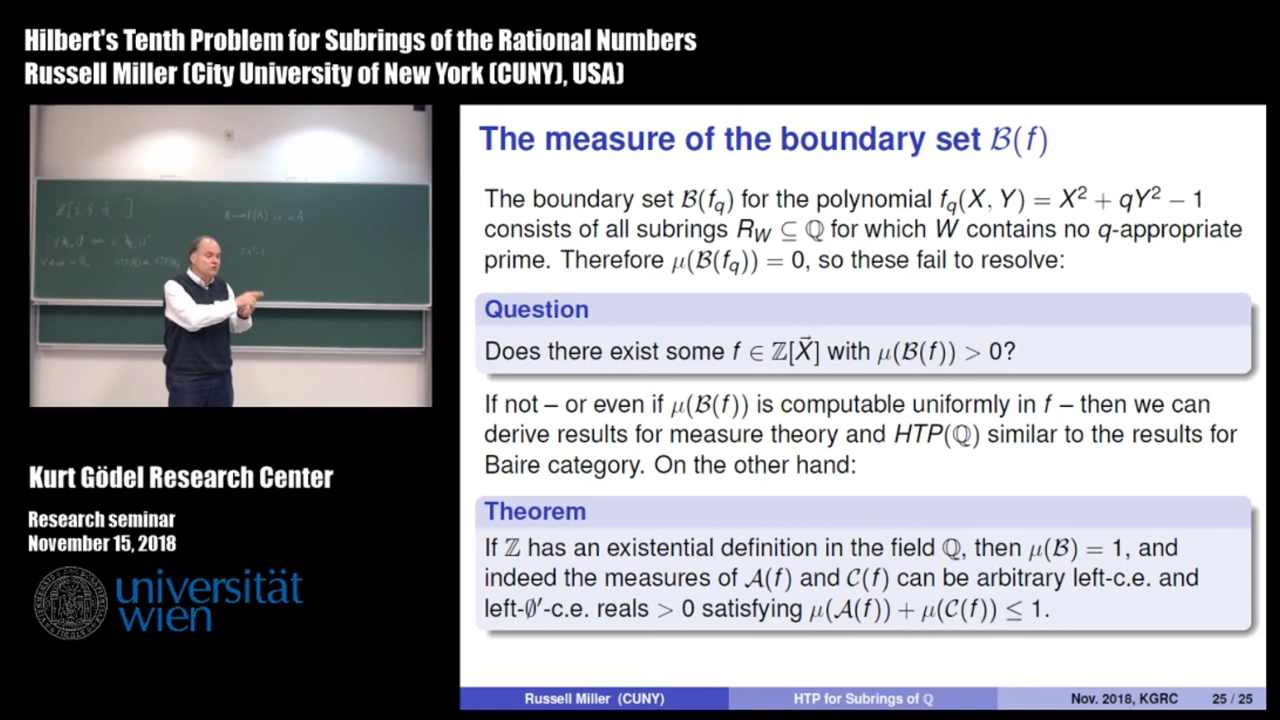 Hilbert's Tenth Problem for Subrings of the Rational Numbers
Russell Miller (City University of New York (CUNY), USA)
The measure of the boundary set ℬ(f)
The boundary set ℬ(f_q) for the polynomial f_q(X, Y) = X² + qY² − 1
consists of all subrings R_W ⊆ ℚ for which W contains no q-appropriate
prime. Therefore μ(ℬ(f_q)) = 0, so these fail to resolve:
Question
Does there exist some f ∈ ℤ[X⃗] with μ(ℬ(f)) > 0?
If not – or even if μ(ℬ(f)) is computable uniformly in f – then we can
derive results for measure theory and HTP(ℚ) similar to the results for
Baire category. On the other hand:
Theorem
If ℤ has an existential definition in the field ℚ, then μ(ℬ) = 1, and
indeed the measures of 𝒜(f) and 𝒞(f) can be arbitrary left-c.e. and
left-∅′-c.e. reals > 0 satisfying μ(𝒜(f)) + μ(𝒞(f)) ≤ 1.
Russell Miller (CUNY) HTP for Subrings of ℚ Nov. 2018, KGRC 25 / 25
Kurt Gödel Research Center
Research seminar
November 15, 2018
universität
wien